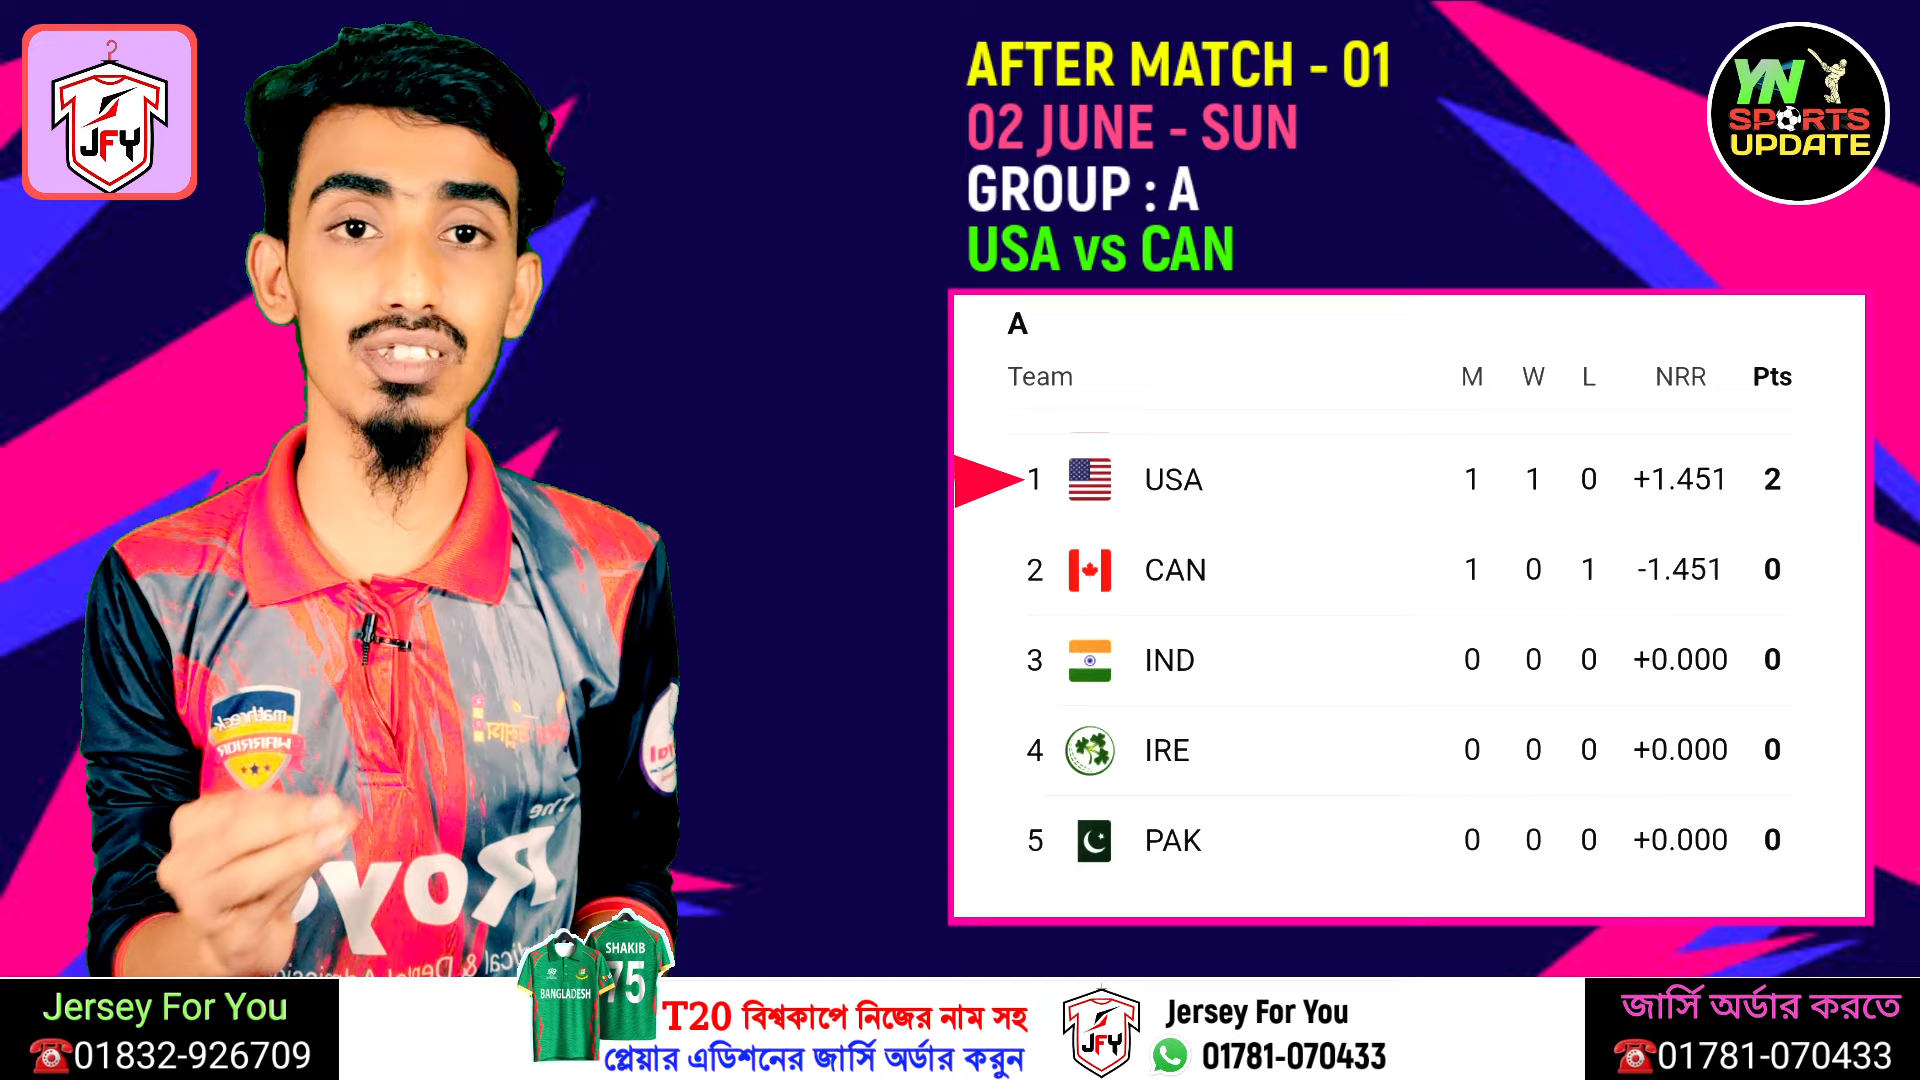 JFY
AFTER MATCH - 01
02 JUNE - SUN
GROUP : A
USA vs CAN
YN
SPORTS
UPDATE
A
Team M W L NRR Pts
1 USA 1 1 0 +1.451 2
2 CAN 1 0 1 -1.451 0
3 IND 0 0 0 +0.000 0
4 IRE 0 0 0 +0.000 0
5 PAK 0 0 0 +0.000 0
mathreck
WARRIOR
The
Royal
SHAKIB
75
BANGLADESH
Jersey For You
01832-926709
T20 বিশ্বকাপে নিজের নাম সহ
প্লেয়ার এডিশনের জার্সি অর্ডার করুন
JFY
Jersey For You
01781-070433
জার্সি অর্ডার করতে
01781-070433